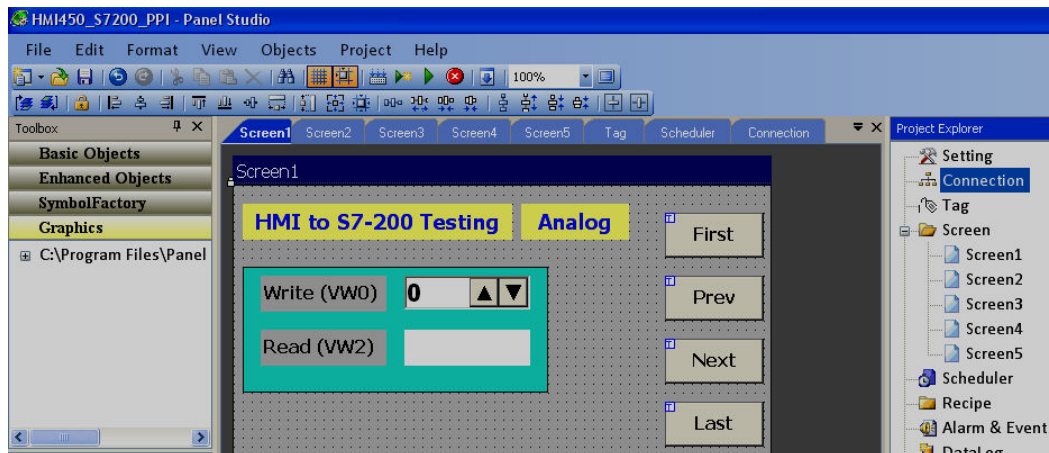 HMI450_S7200_PPI - Panel Studio
File Edit Format View Objects Project Help
100%
Toolbox
Screen1 Screen2 Screen3 Screen4 Screen5 Tag Scheduler Connection
Project Explorer
Basic Objects
Enhanced Objects
SymbolFactory
Graphics
C:\Program Files\Panel
Screen1
HMI to S7-200 Testing Analog
Write (VW0) 0
Read (VW2)
First
Prev
Next
Last
Setting
Connection
Tag
Screen
Screen1
Screen2
Screen3
Screen4
Screen5
Scheduler
Recipe
Alarm & Event
DataLog